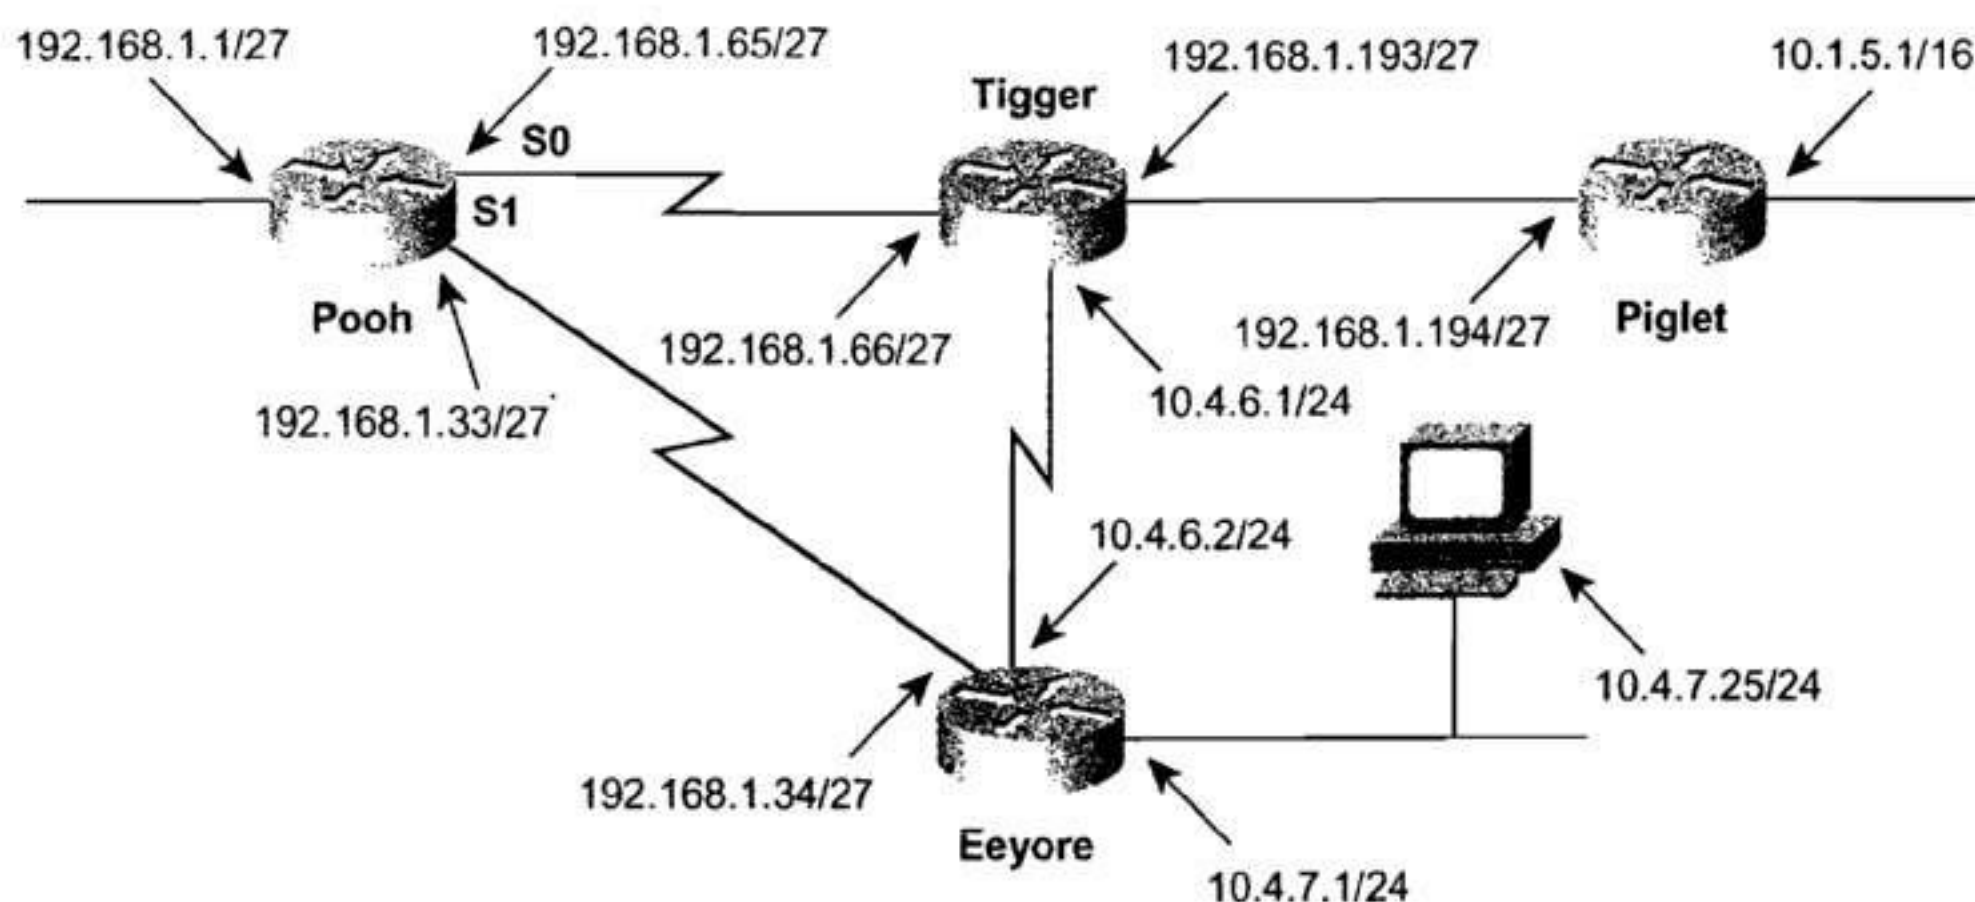 192.168.1.1/27
192.168.1.65/27
Tigger
192.168.1.193/27
10.1.5.1/16
S0
S1
Pooh
192.168.1.66/27
192.168.1.194/27
Piglet
192.168.1.33/27
10.4.6.1/24
10.4.6.2/24
10.4.7.25/24
192.168.1.34/27
Eeyore
10.4.7.1/24